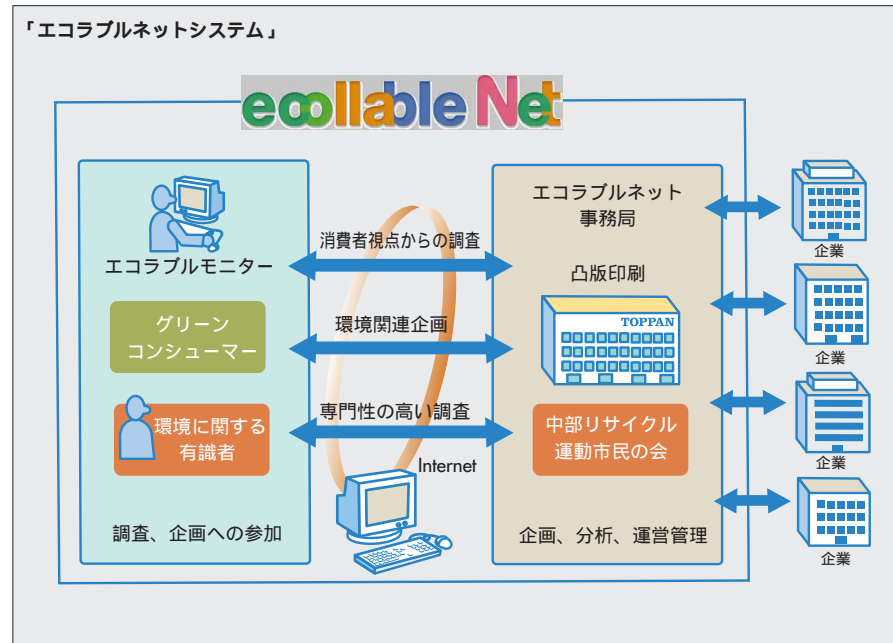 「エコラブルネットシステム」
ecollable Net
エコラブルモニター
グリーン
コンシューマー
環境に関する
有識者
調査、企画への参加
消費者視点からの調査
環境関連企画
専門性の高い調査
Internet
エコラブルネット
事務局
凸版印刷
TOPPAN
中部リサイクル
運動市民の会
企画、分析、運営管理
企業
企業
企業
企業